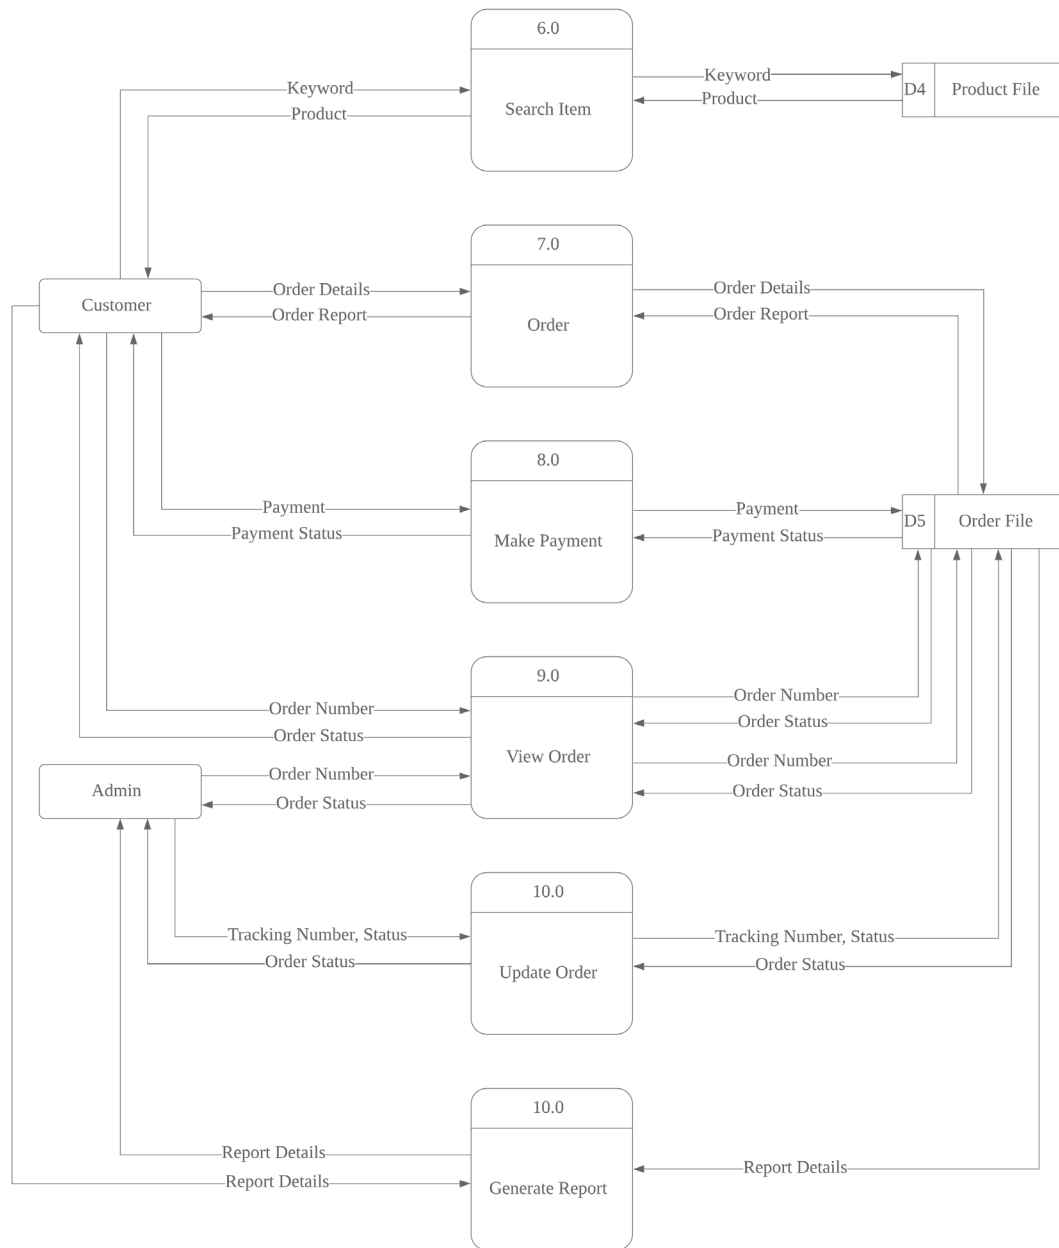 6.0
Keyword
Keyword
D4
Product File
Product
Product
Search Item
7.0
Customer
Order Details
Order Details
Order Report
Order Report
Order
8.0
Payment
Payment
D5
Order File
Payment Status
Payment Status
Make Payment
9.0
Order Number
Order Number
Order Status
Order Status
View Order
Admin
Order Number
Order Number
Order Status
Order Status
10.0
Tracking Number, Status
Tracking Number, Status
Order Status
Order Status
Update Order
10.0
Report Details
Report Details
Report Details
Generate Report